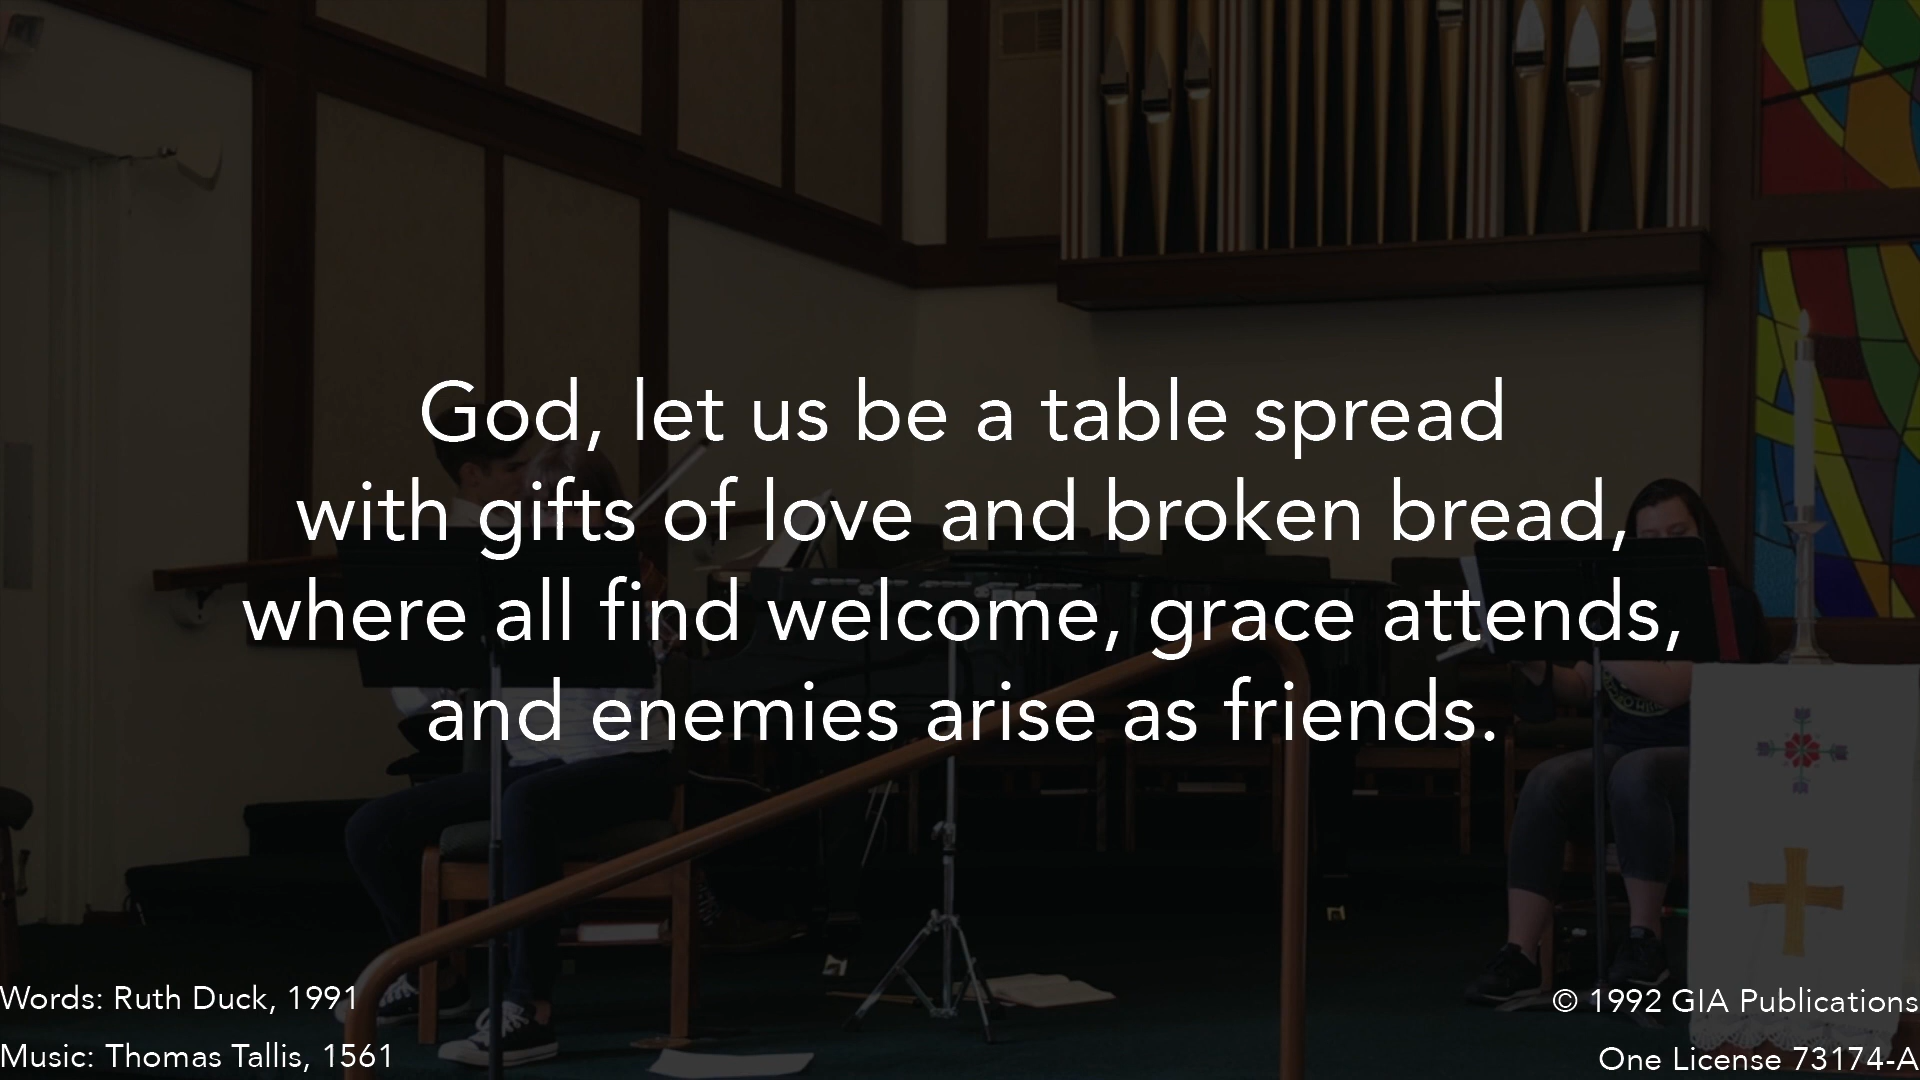 God, let us be a table spread
with gifts of love and broken bread,
where all find welcome, grace attends,
and enemies arise as friends.
Words: Ruth Duck, 1991
Music: Thomas Tallis, 1561
© 1992 GIA Publications
One License 73174-A